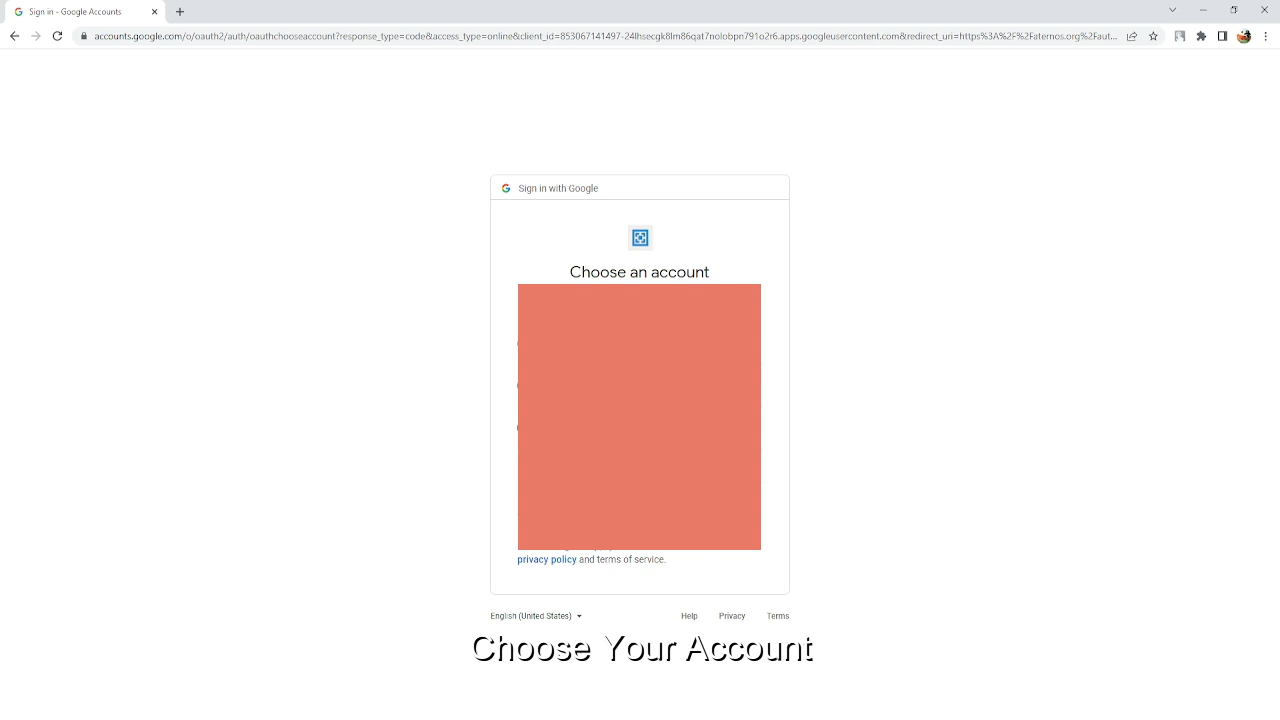 Sign in - Google Accounts
accounts.google.com/o/oauth2/auth/oauthchooseaccount?response_type=code&access_type=online&client_id=853067141497-24lhsecgk8lm86qat7nolobpn791o2r6.apps.googleusercontent.com&redirect_uri=https%3A%2F%2Faternos.org%2Faut...
Sign in with Google
Choose an account
privacy policy and terms of service.
English (United States)
Help Privacy Terms
Choose Your Account